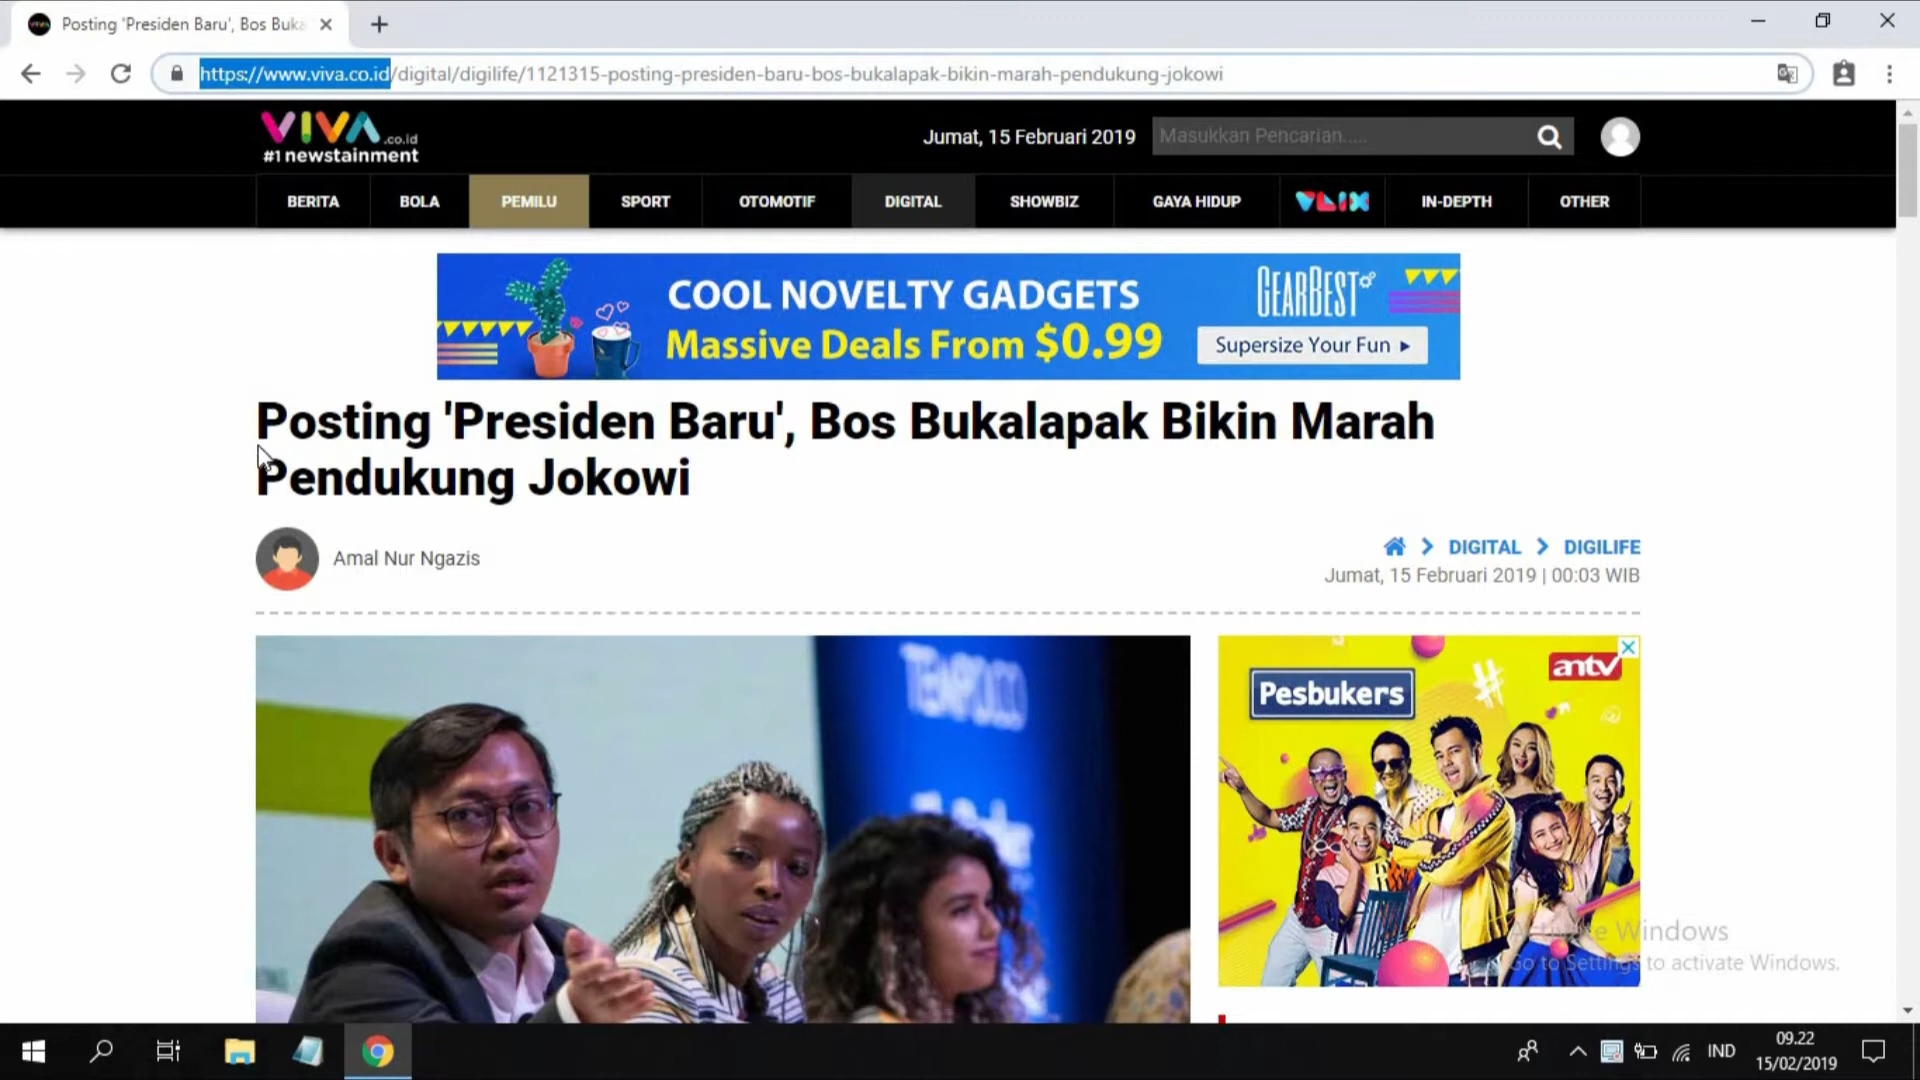 Posting 'Presiden Baru', Bos Buka
https://www.viva.co.id/digital/digilife/1121315-posting-presiden-baru-bos-bukalapak-bikin-marah-pendukung-jokowi
VIVA.co.id
#1 newstainment
Jumat, 15 Februari 2019
Masukkan Pencarian.....
BERITA
BOLA
PEMILU
SPORT
OTOMOTIF
DIGITAL
SHOWBIZ
GAYA HIDUP
VLIX
IN-DEPTH
OTHER
COOL NOVELTY GADGETS
Massive Deals From $0.99
GEARBEST
Supersize Your Fun ▸
Posting 'Presiden Baru', Bos Bukalapak Bikin Marah
Pendukung Jokowi
Amal Nur Ngazis
DIGITAL
DIGILIFE
Jumat, 15 Februari 2019 | 00:03 WIB
antv
Pesbukers
#
Windows
Go to Settings to activate Windows.
IND
09.22
15/02/2019